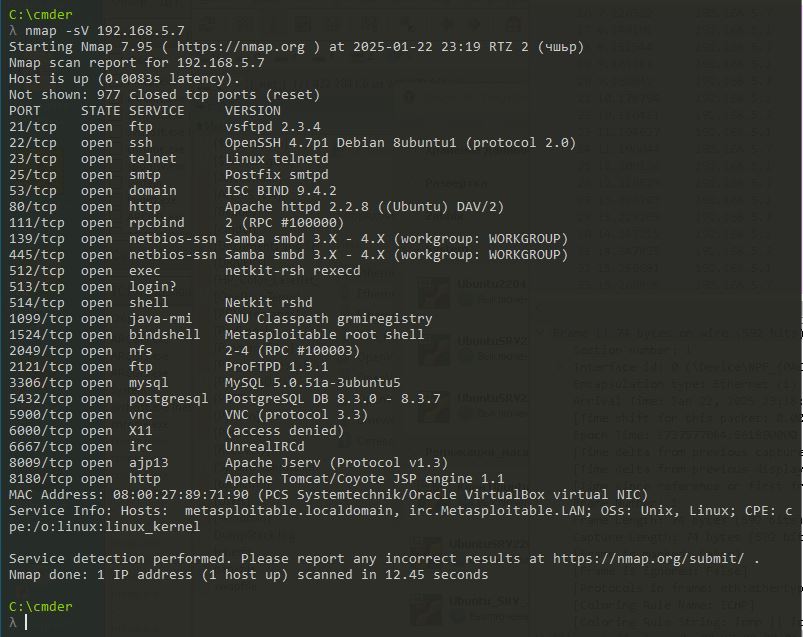 C:\cmder
λ nmap -sV 192.168.5.7
Starting Nmap 7.95 ( https://nmap.org ) at 2025-01-22 23:19 RTZ 2 (чшьр)
Nmap scan report for 192.168.5.7
Host is up (0.0083s latency).
Not shown: 977 closed tcp ports (reset)
PORT     STATE SERVICE     VERSION
21/tcp   open  ftp         vsftpd 2.3.4
22/tcp   open  ssh         OpenSSH 4.7p1 Debian 8ubuntu1 (protocol 2.0)
23/tcp   open  telnet      Linux telnetd
25/tcp   open  smtp        Postfix smtpd
53/tcp   open  domain      ISC BIND 9.4.2
80/tcp   open  http        Apache httpd 2.2.8 ((Ubuntu) DAV/2)
111/tcp  open  rpcbind     2 (RPC #100000)
139/tcp  open  netbios-ssn Samba smbd 3.X - 4.X (workgroup: WORKGROUP)
445/tcp  open  netbios-ssn Samba smbd 3.X - 4.X (workgroup: WORKGROUP)
512/tcp  open  exec        netkit-rsh rexecd
513/tcp  open  login?
514/tcp  open  shell       Netkit rshd
1099/tcp open  java-rmi    GNU Classpath grmiregistry
1524/tcp open  bindshell   Metasploitable root shell
2049/tcp open  nfs         2-4 (RPC #100003)
2121/tcp open  ftp         ProFTPD 1.3.1
3306/tcp open  mysql       MySQL 5.0.51a-3ubuntu5
5432/tcp open  postgresql  PostgreSQL DB 8.3.0 - 8.3.7
5900/tcp open  vnc         VNC (protocol 3.3)
6000/tcp open  X11         (access denied)
6667/tcp open  irc         UnrealIRCd
8009/tcp open  ajp13       Apache Jserv (Protocol v1.3)
8180/tcp open  http        Apache Tomcat/Coyote JSP engine 1.1
MAC Address: 08:00:27:89:71:90 (PCS Systemtechnik/Oracle VirtualBox virtual NIC)
Service Info: Hosts:  metasploitable.localdomain, irc.Metasploitable.LAN; OSs: Unix, Linux; CPE: c
pe:/o:linux:linux_kernel

Service detection performed. Please report any incorrect results at https://nmap.org/submit/ .
Nmap done: 1 IP address (1 host up) scanned in 12.45 seconds

C:\cmder
λ